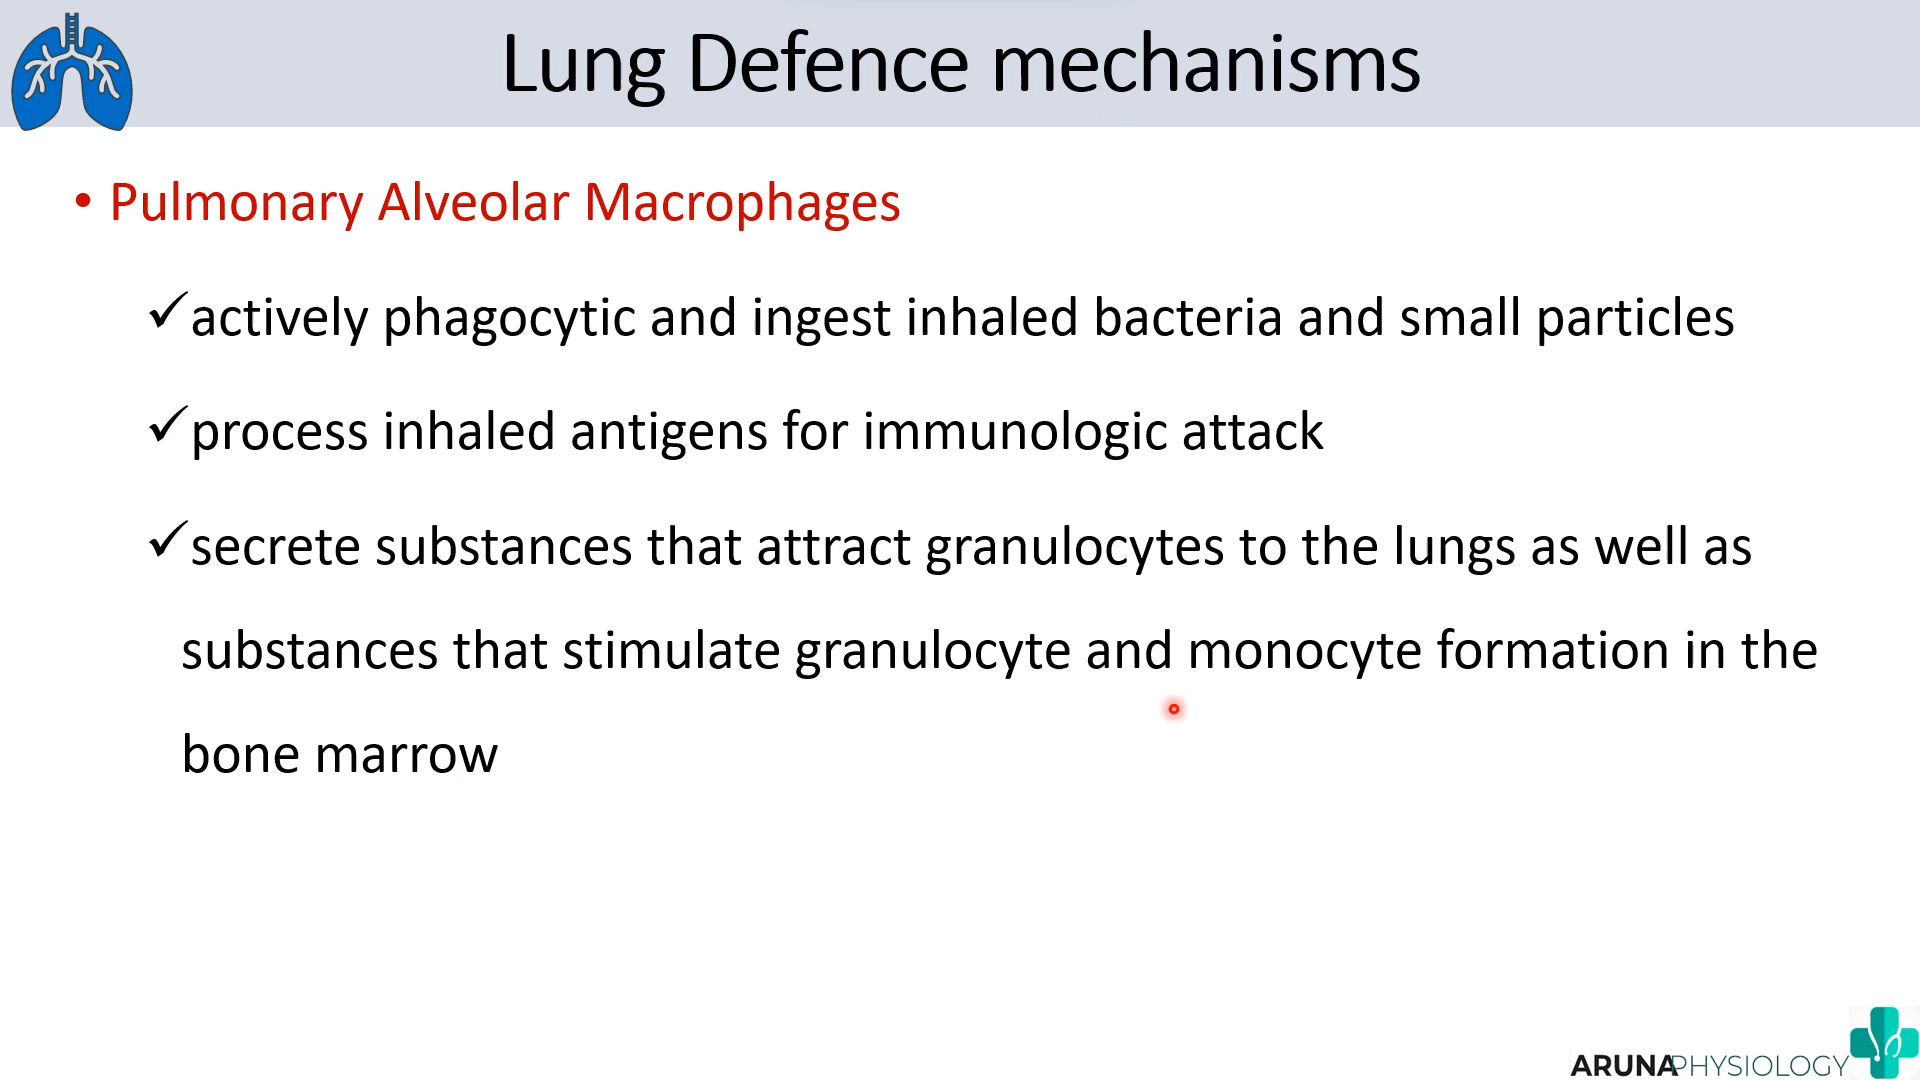 Lung Defence mechanisms
• Pulmonary Alveolar Macrophages
✓actively phagocytic and ingest inhaled bacteria and small particles
✓process inhaled antigens for immunologic attack
✓secrete substances that attract granulocytes to the lungs as well as
substances that stimulate granulocyte and monocyte formation in the
bone marrow
ARUNAPHYSIOLOGY